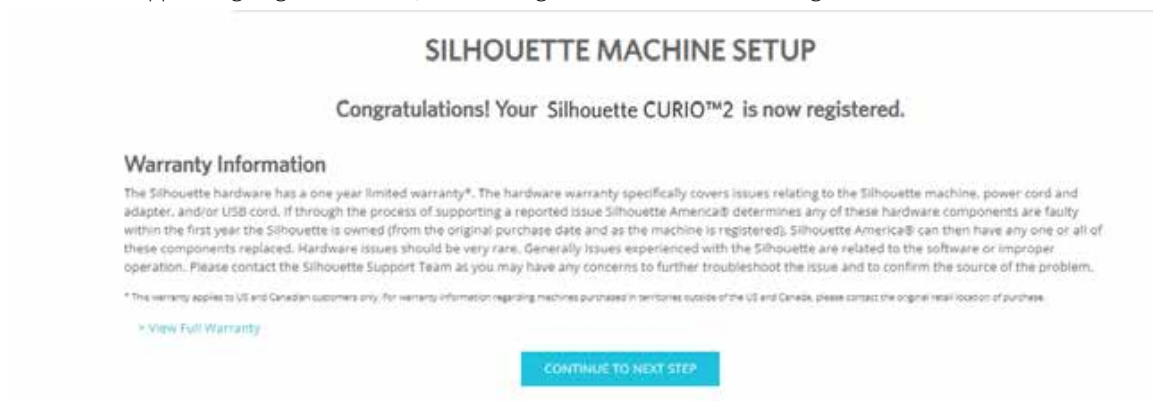 SILHOUETTE MACHINE SETUP
Congratulations! Your Silhouette CURIO™2 is now registered.
Warranty Information
The Silhouette hardware has a one year limited warranty*. The hardware warranty specifically covers issues relating to the Silhouette machine, power cord and
adapter, and/or USB cord. If through the process of supporting a reported issue Silhouette America® determines any of these hardware components are faulty
within the first year the Silhouette is owned (from the original purchase date and as the machine is registered), Silhouette America® can then have any one or all of
these components replaced. Hardware issues should be very rare. Generally issues experienced with the Silhouette are related to the software or improper
operation. Please contact the Silhouette Support Team as you may have any concerns to further troubleshoot the issue and to confirm the source of the problem.
* This warranty applies to US and Canadian customers only. For warranty information regarding machines purchased in territories outside of the US and Canada, please contact the original retail location of purchase.
> View Full Warranty
CONTINUE TO NEXT STEP